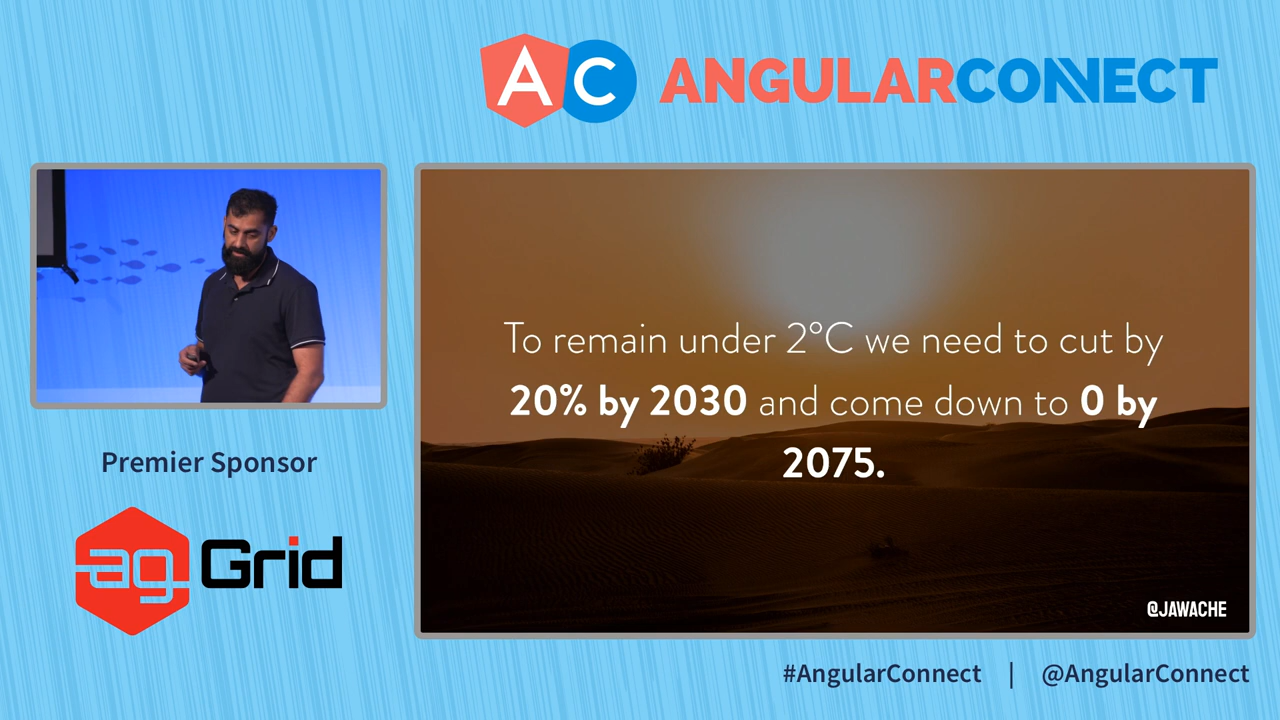 AC ANGULARCONNECT
To remain under 2°C we need to cut by
20% by 2030 and come down to 0 by
2075.
@JAWACHE
Premier Sponsor
ag Grid
#AngularConnect | @AngularConnect